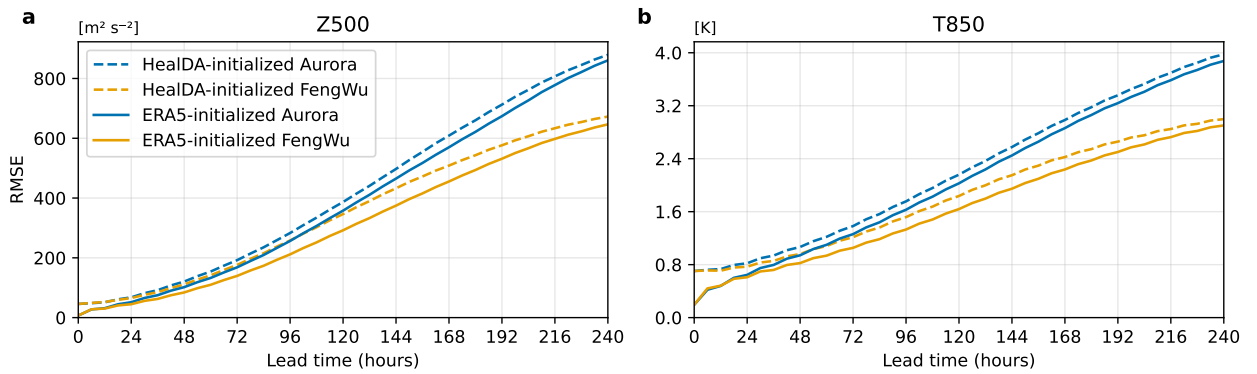 a
[m² s⁻²]
Z500
HealDA-initialized Aurora
HealDA-initialized FengWu
ERA5-initialized Aurora
ERA5-initialized FengWu
RMSE
800
600
400
200
0
0 24 48 72 96 120 144 168 192 216 240
Lead time (hours)
b
[K]
T850
4.0
3.2
2.4
1.6
0.8
0.0
0 24 48 72 96 120 144 168 192 216 240
Lead time (hours)